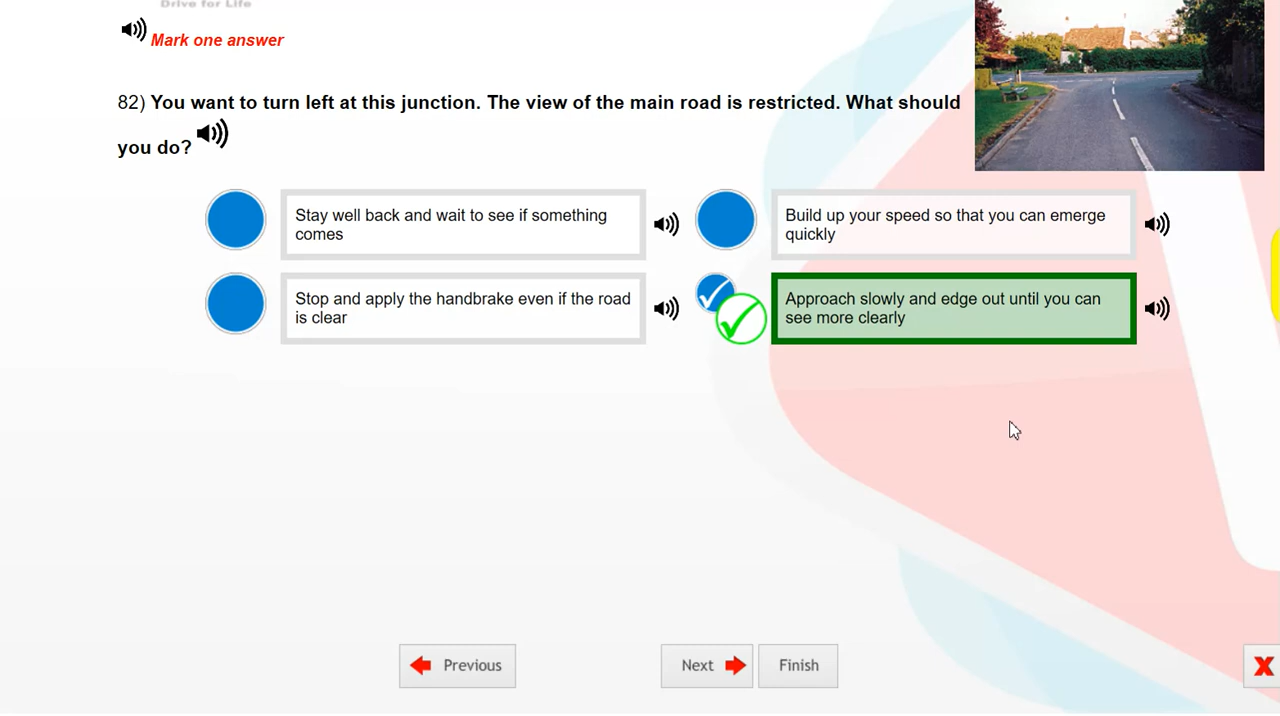 Drive for Life
Mark one answer
82) You want to turn left at this junction. The view of the main road is restricted. What should
you do?
Stay well back and wait to see if something
comes
Build up your speed so that you can emerge
quickly
Stop and apply the handbrake even if the road
is clear
Approach slowly and edge out until you can
see more clearly
Previous
Next
Finish
X